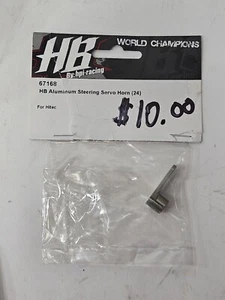 WORLD CHAMPIONS
HB
By hpi-racing
67168
HB Aluminum Steering Servo Horn (24)
For Hitec
$10.00